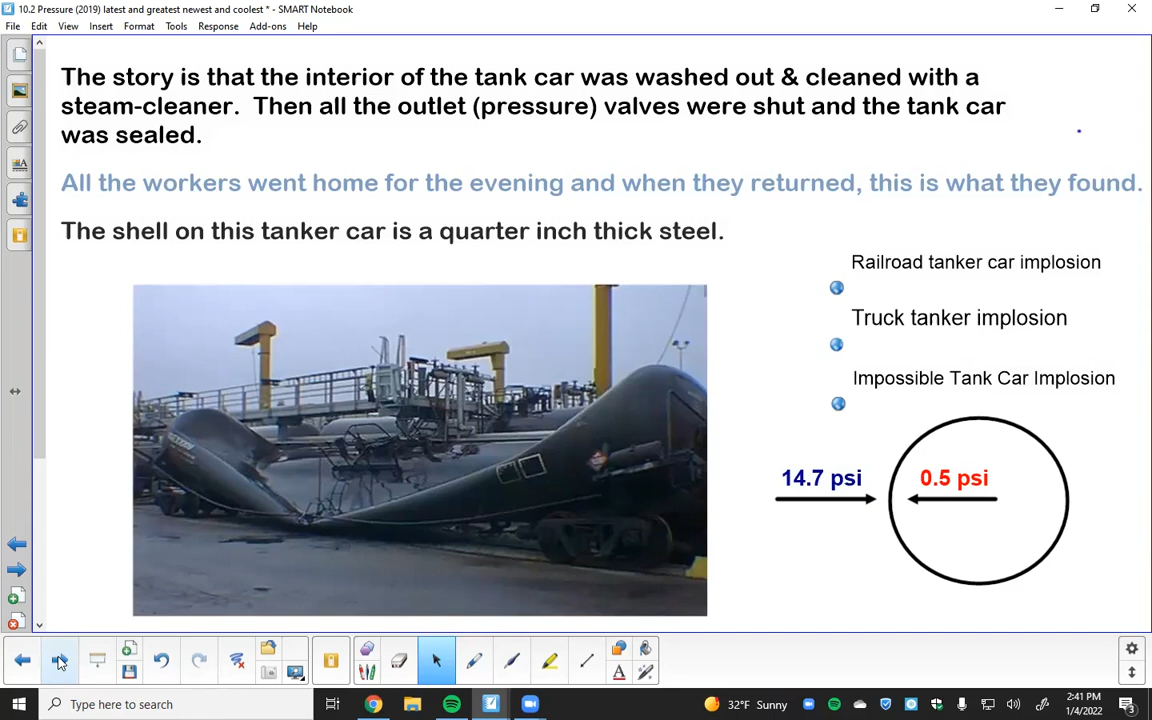 10.2 Pressure (2019) latest and greatest newest and coolest * - SMART Notebook
File Edit View Insert Format Tools Response Add-ons Help
The story is that the interior of the tank car was washed out & cleaned with a
steam-cleaner. Then all the outlet (pressure) valves were shut and the tank car
was sealed.
All the workers went home for the evening and when they returned, this is what they found.
The shell on this tanker car is a quarter inch thick steel.
Railroad tanker car implosion
Truck tanker implosion
Impossible Tank Car Implosion
14.7 psi
0.5 psi
Type here to search
32°F Sunny
2:41 PM
1/4/2022
3